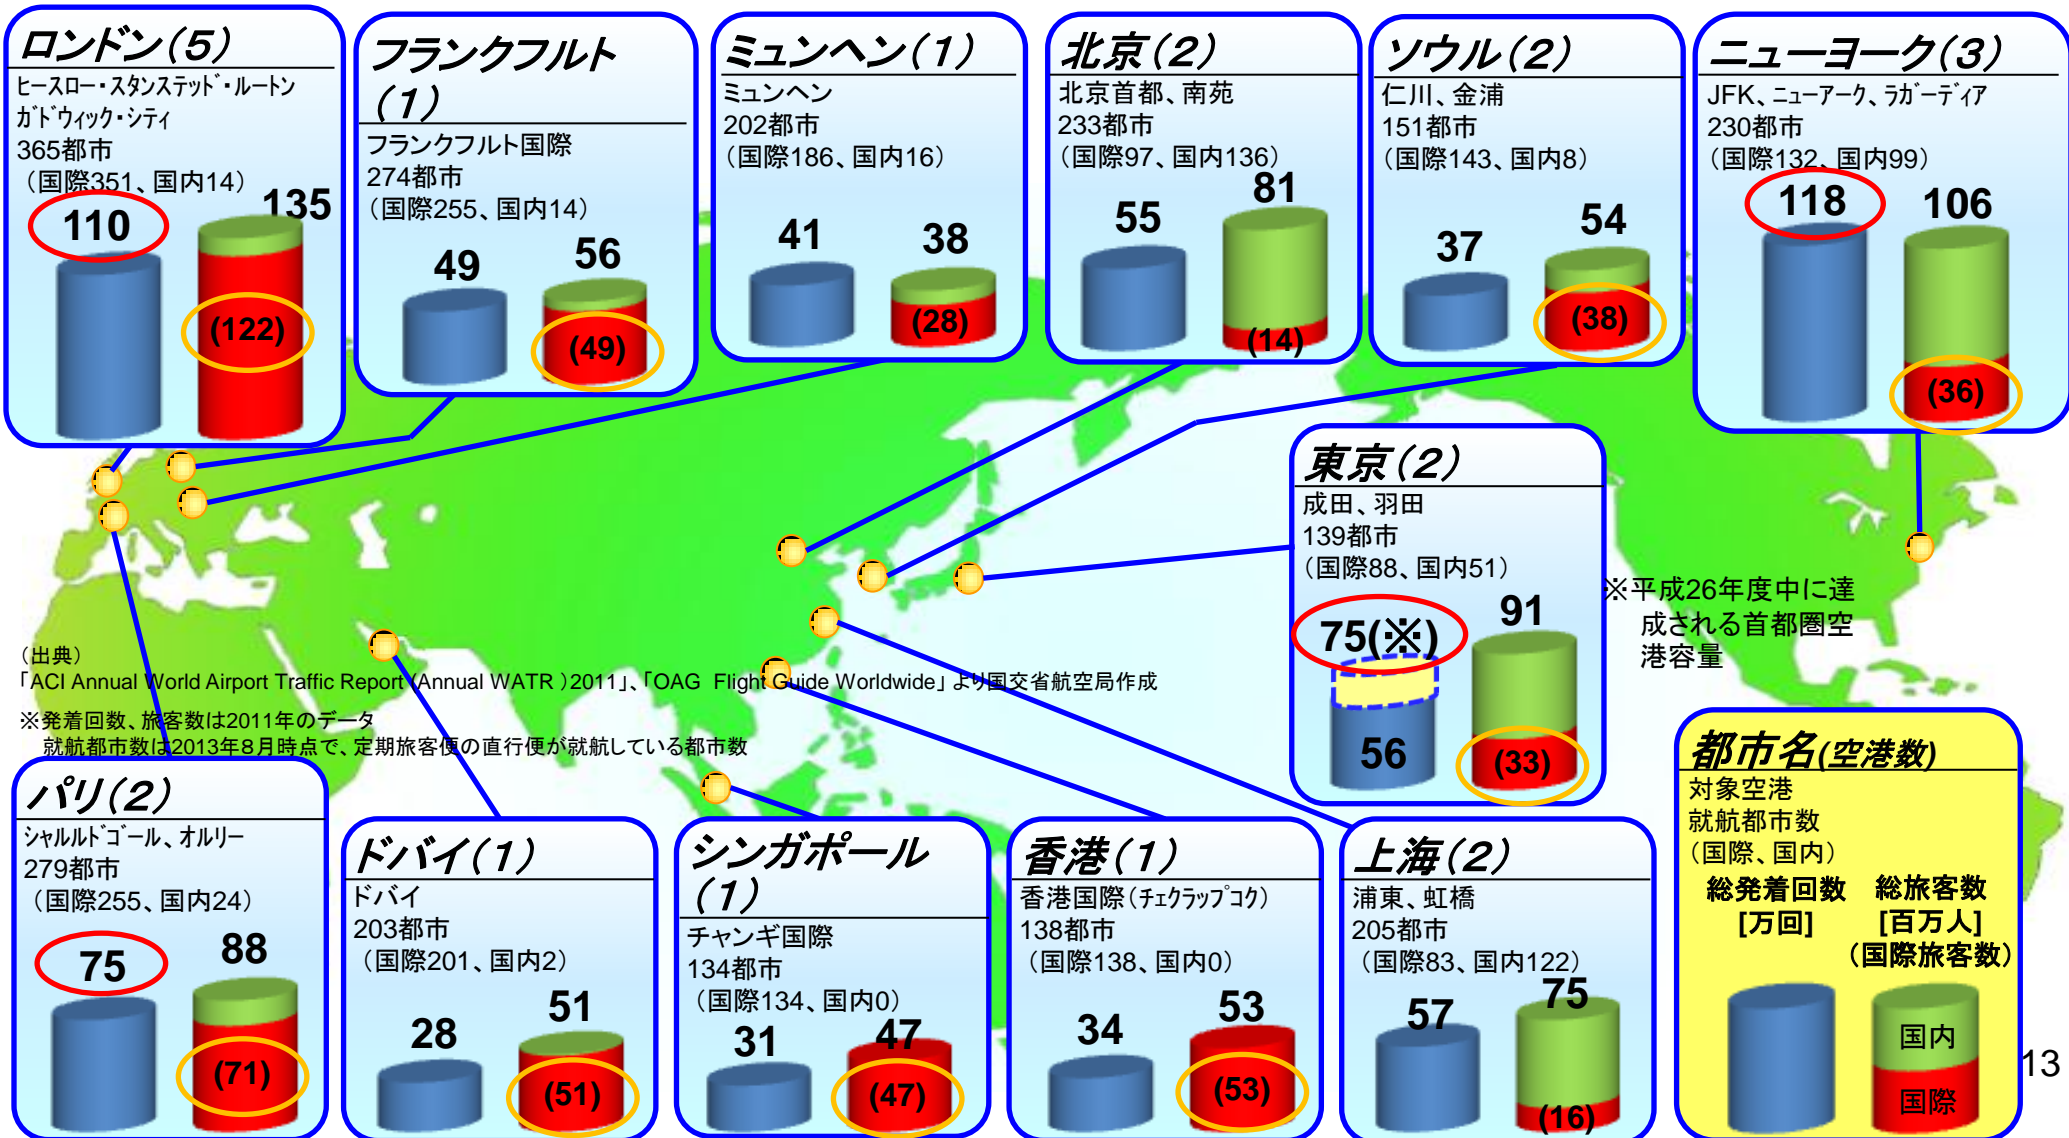 ロンドン(5)
ﾋｰｽﾛｰ・ｽﾀﾝｽﾃｯﾄﾞ・ﾙｰﾄﾝ
ｶﾞﾄﾞｳｨｯｸ・ｼﾃｨ
365都市
（国際351、国内14）
110
135
(122)
フランクフルト
(1)
フランクフルト国際
274都市
（国際255、国内14）
49
56
(49)
ミュンヘン(1)
ミュンヘン
202都市
（国際186、国内16）
41
38
(28)
北京(2)
北京首都、南苑
233都市
（国際97、国内136）
55
81
(14)
ソウル(2)
仁川、金浦
151都市
（国際143、国内8）
37
54
(38)
ニューヨーク(3)
JFK、ﾆｭｰｱｰｸ、ﾗｶﾞｰﾃﾞｨｱ
230都市
（国際132、国内99）
118
106
(36)
東京(2)
成田、羽田
139都市
（国際88、国内51）
75(※)
91
56
(33)
※平成26年度中に達
成される首都圏空
港容量
（出典）
「ACI Annual World Airport Traffic Report (Annual WATR )2011」、「OAG Flight Guide Worldwide」 より国交省航空局作成
※発着回数、旅客数は2011年のデータ
就航都市数は2013年8月時点で、定期旅客便の直行便が就航している都市数
パリ(2)
ｼｬﾙﾙﾄﾞｺﾞｰﾙ、ｵﾙﾘｰ
279都市
（国際255、国内24）
75
88
(71)
ドバイ(1)
ドバイ
203都市
（国際201、国内2）
28
51
(51)
シンガポール
(1)
チャンギ国際
134都市
（国際134、国内0）
31
47
(47)
香港(1)
香港国際（ﾁｪｸﾗｯﾌﾟｺｸ）
138都市
（国際138、国内0）
34
53
(53)
上海(2)
浦東、虹橋
205都市
（国際83、国内122）
57
75
(16)
都市名(空港数)
対象空港
就航都市数
（国際、国内）
総発着回数 総旅客数
[万回] [百万人]
（国際旅客数）
国内
国際
13